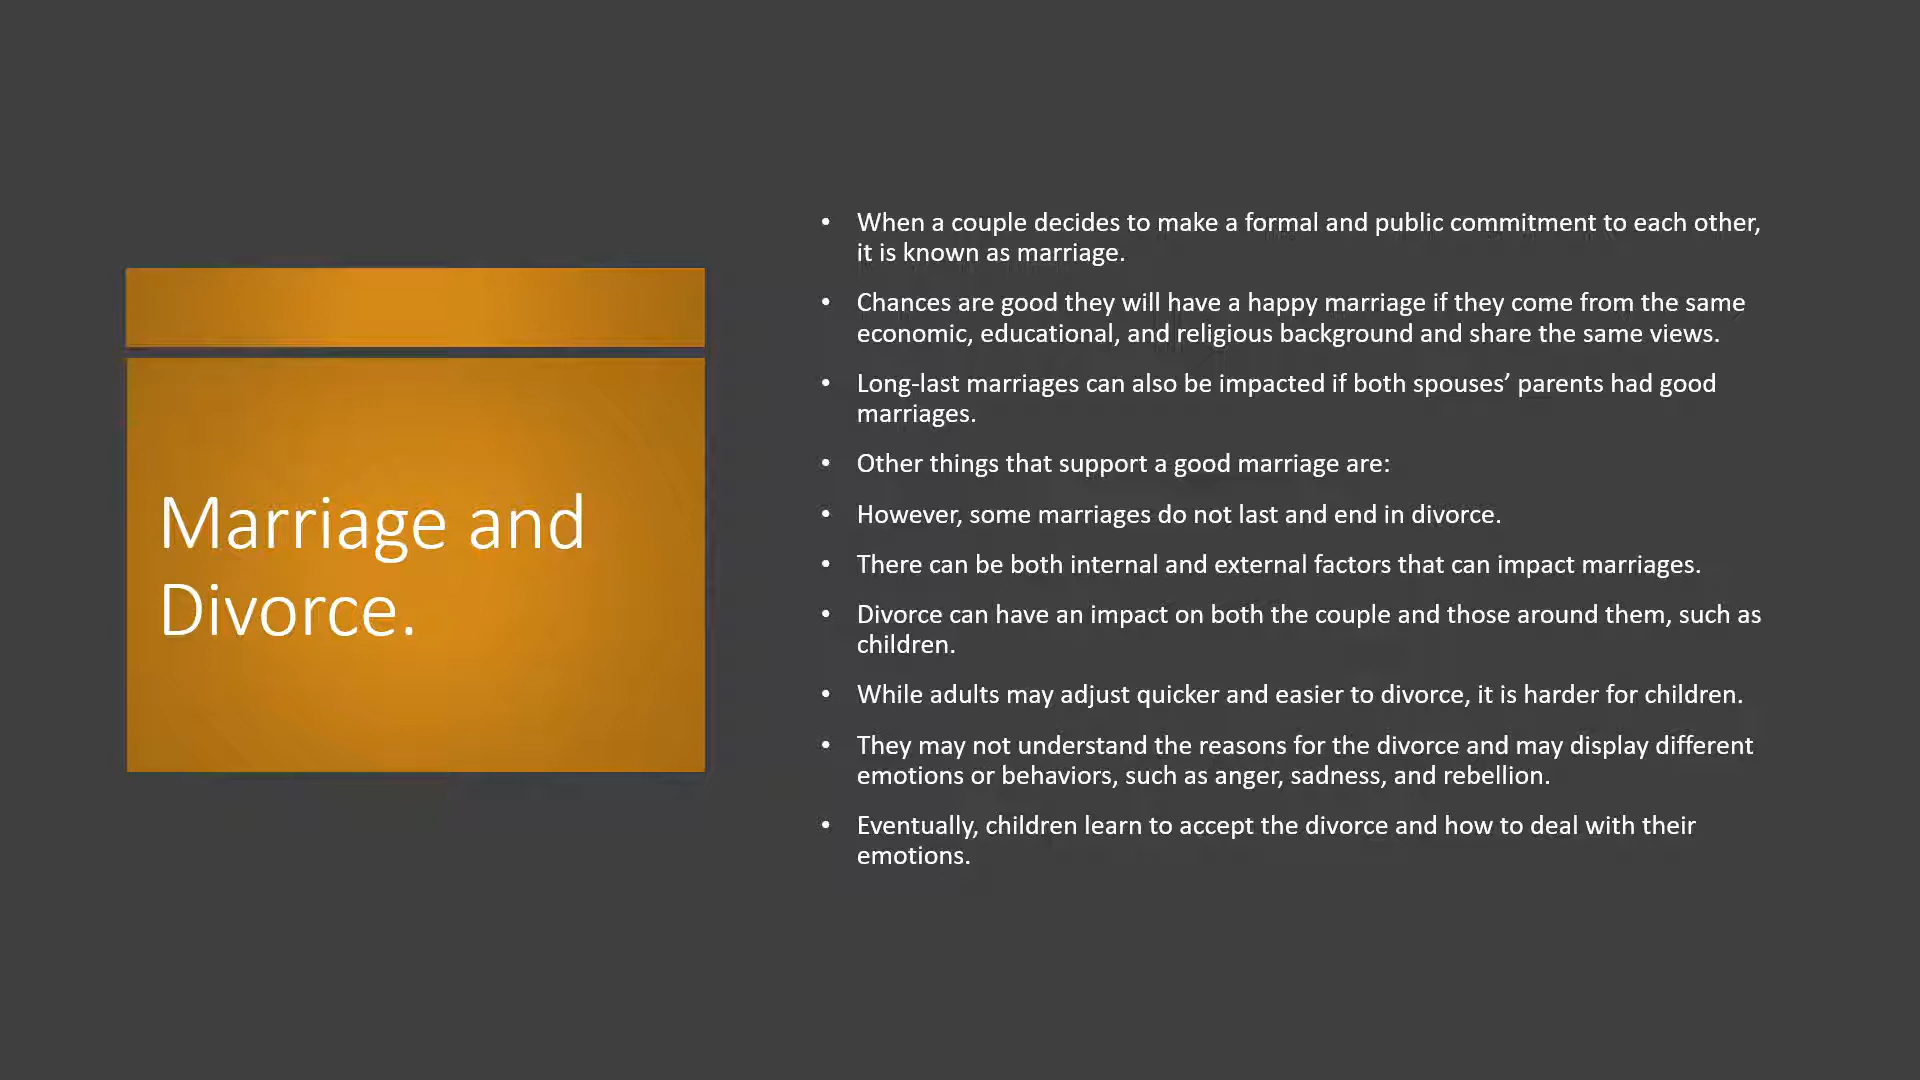 Marriage and
Divorce.
• When a couple decides to make a formal and public commitment to each other,
it is known as marriage.
• Chances are good they will have a happy marriage if they come from the same
economic, educational, and religious background and share the same views.
• Long-last marriages can also be impacted if both spouses’ parents had good
marriages.
• Other things that support a good marriage are:
• However, some marriages do not last and end in divorce.
• There can be both internal and external factors that can impact marriages.
• Divorce can have an impact on both the couple and those around them, such as
children.
• While adults may adjust quicker and easier to divorce, it is harder for children.
• They may not understand the reasons for the divorce and may display different
emotions or behaviors, such as anger, sadness, and rebellion.
• Eventually, children learn to accept the divorce and how to deal with their
emotions.